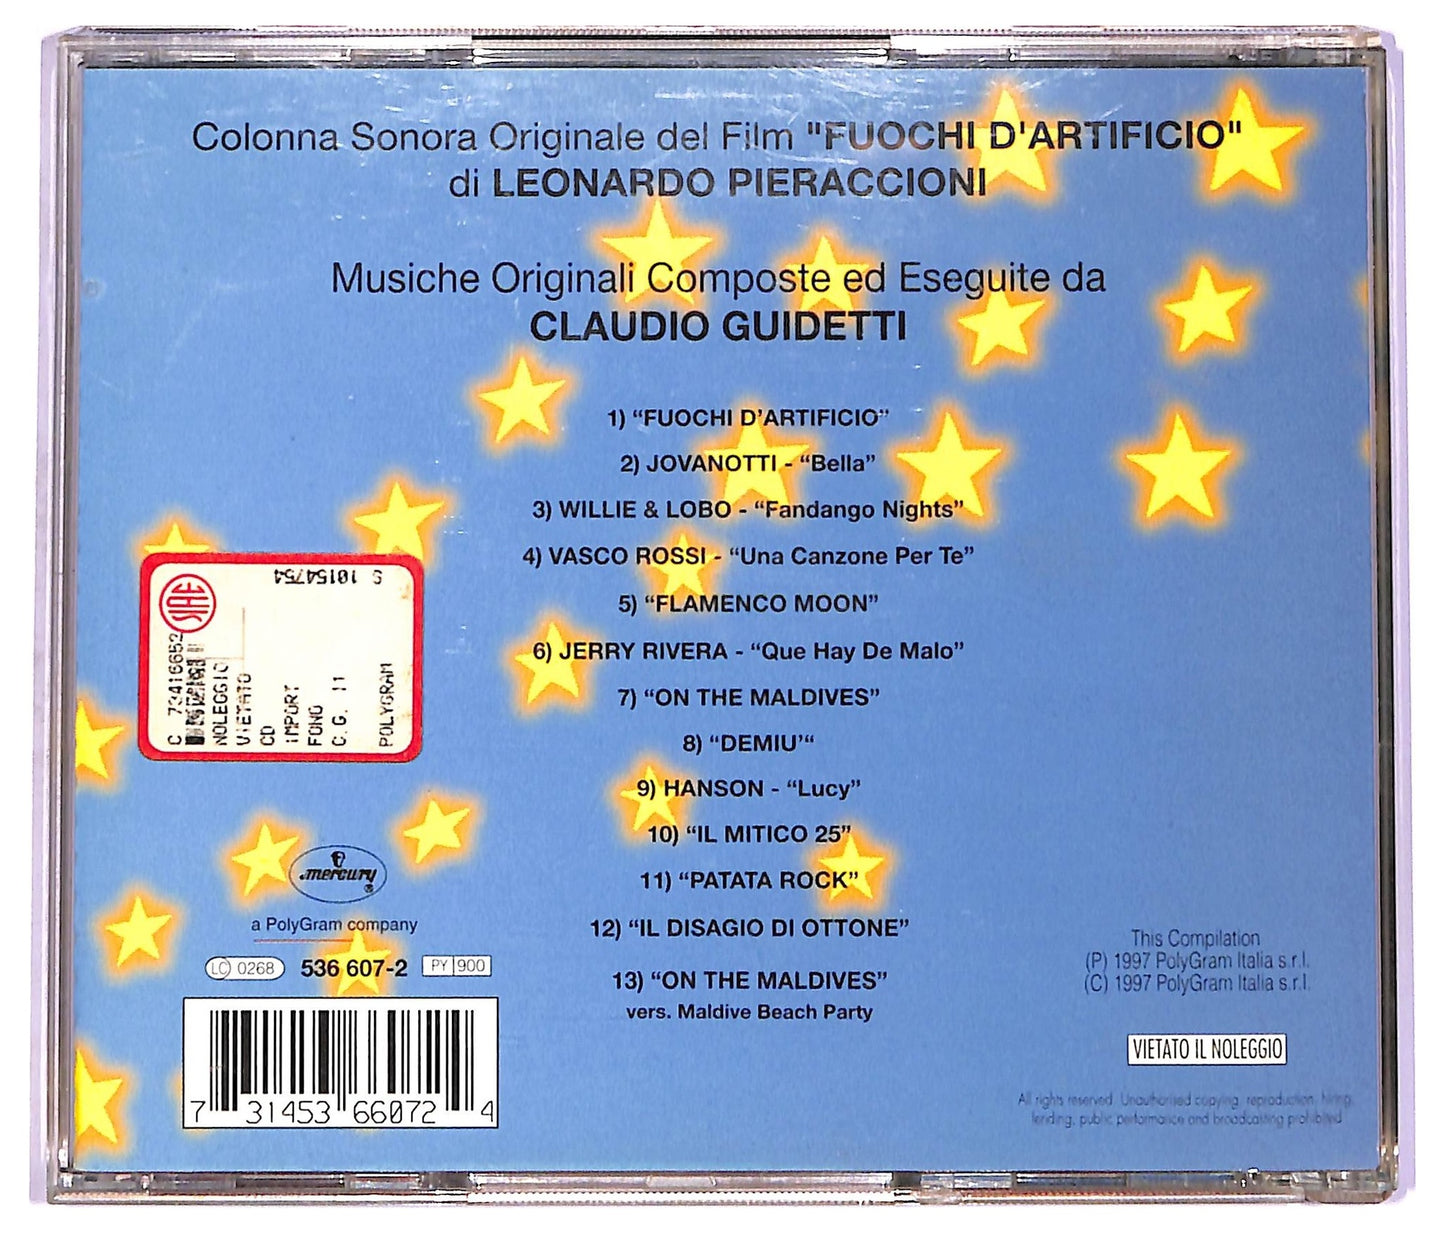 Colonna Sonora Originale del Film "FUOCHI D'ARTIFICIO"
di LEONARDO PIERACCIONI
Musiche Originali Composte ed Eseguite da
CLAUDIO GUIDETTI
1) “FUOCHI D’ARTIFICIO”
2) JOVANOTTI - “Bella”
3) WILLIE & LOBO - “Fandango Nights”
4) VASCO ROSSI - “Una Canzone Per Te”
5) “FLAMENCO MOON”
6) JERRY RIVERA - “Que Hay De Malo”
7) “ON THE MALDIVES”
8) “DEMIU’“
9) HANSON - “Lucy”
10) “IL MITICO 25”
11) “PATATA ROCK”
12) “IL DISAGIO DI OTTONE”
13) “ON THE MALDIVES”
vers. Maldive Beach Party
S 10154754
SIAE
C 73416652
NOLEGGIO
VIETATO
CD
IMPORT
FONO
C.G. 11
POLYGRAM
mercury ®
a PolyGram company
LC 0268 536 607-2 PY 900
7 31453 66072 4
This Compilation
(P) 1997 PolyGram Italia s.r.l.
(C) 1997 PolyGram Italia s.r.l.
VIETATO IL NOLEGGIO
All rights reserved. Unauthorised copying, reproduction, hiring,
lending, public performance and broadcasting prohibited.